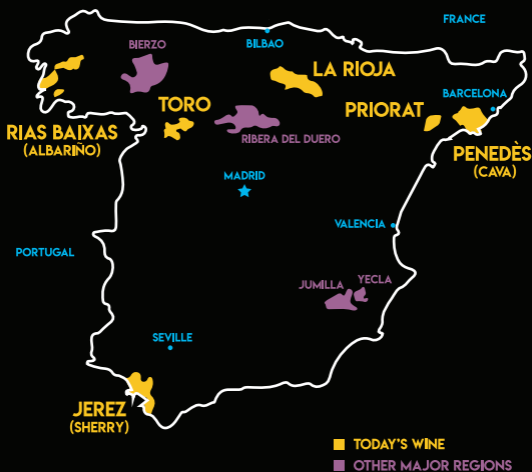 FRANCE
BIERZO
BILBAO
LA RIOJA
BARCELONA
TORO
PRIORAT
RIAS BAIXAS
(ALBARIÑO)
RIBERA DEL DUERO
PENEDÈS
(CAVA)
MADRID
VALENCIA
PORTUGAL
JUMILLA
YECLA
SEVILLE
JEREZ
(SHERRY)
TODAY'S WINE
OTHER MAJOR REGIONS